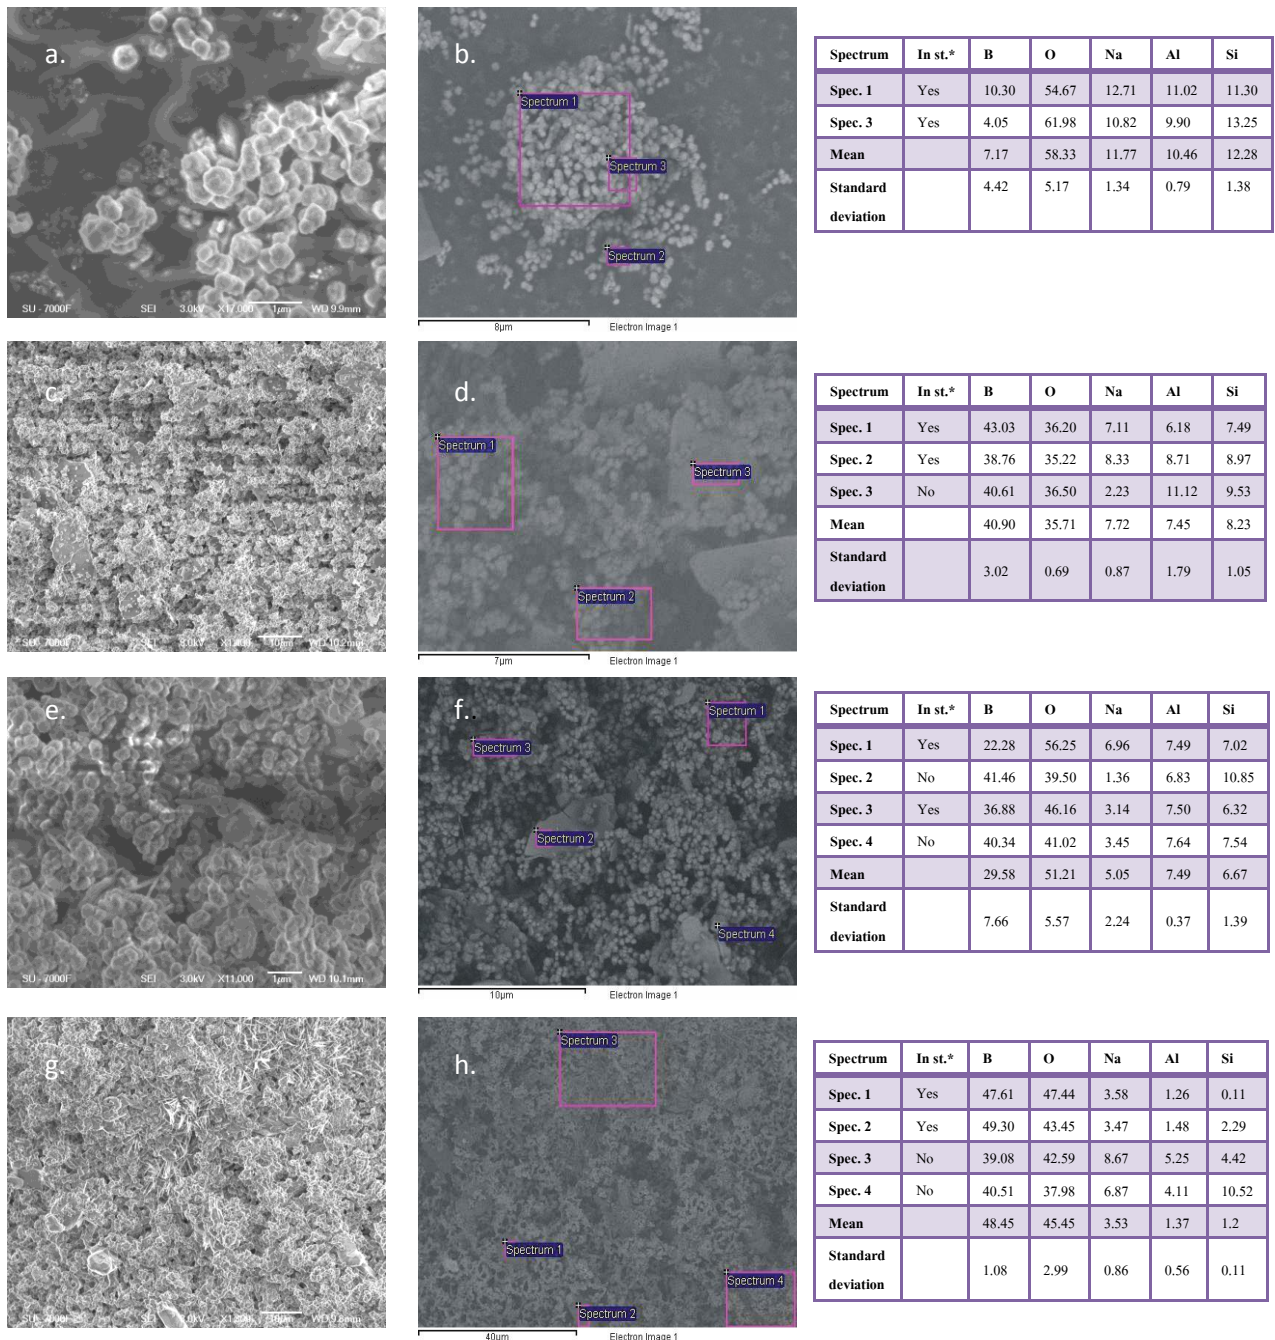 a.
SU - 7000F SEI 3.0kV X17,000 1μm WD 9.9mm
b.
Spectrum 1
Spectrum 3
Spectrum 2
8μm Electron Image 1
Spectrum In st.* B O Na Al Si
Spec. 1 Yes 10.30 54.67 12.71 11.02 11.30
Spec. 3 Yes 4.05 61.98 10.82 9.90 13.25
Mean 7.17 58.33 11.77 10.46 12.28
Standard deviation 4.42 5.17 1.34 0.79 1.38
c.
SU - 7000F SEI 3.0kV 10μm WD 10.2mm
d.
Spectrum 1
Spectrum 3
Spectrum 2
7μm Electron Image 1
Spectrum In st.* B O Na Al Si
Spec. 1 Yes 43.03 36.20 7.11 6.18 7.49
Spec. 2 Yes 38.76 35.22 8.33 8.71 8.97
Spec. 3 No 40.61 36.50 2.23 11.12 9.53
Mean 40.90 35.71 7.72 7.45 8.23
Standard deviation 3.02 0.69 0.87 1.79 1.05
e.
SU - 7000F SEI 3.0kV X11,000 1μm WD 10.1mm
f.
Spectrum 1
Spectrum 3
Spectrum 2
Spectrum 4
10μm Electron Image 1
Spectrum In st.* B O Na Al Si
Spec. 1 Yes 22.28 56.25 6.96 7.49 7.02
Spec. 2 No 41.46 39.50 1.36 6.83 10.85
Spec. 3 Yes 36.88 46.16 3.14 7.50 6.32
Spec. 4 No 40.34 41.02 3.45 7.64 7.54
Mean 29.58 51.21 5.05 7.49 6.67
Standard deviation 7.66 5.57 2.24 0.37 1.39
g.
10μm
h.
Spectrum 3
Spectrum 1
Spectrum 4
Spectrum 2
40μm Electron Image 1
Spectrum In st.* B O Na Al Si
Spec. 1 Yes 47.61 47.44 3.58 1.26 0.11
Spec. 2 Yes 49.30 43.45 3.47 1.48 2.29
Spec. 3 No 39.08 42.59 8.67 5.25 4.42
Spec. 4 No 40.51 37.98 6.87 4.11 10.52
Mean 48.45 45.45 3.53 1.37 1.2
Standard deviation 1.08 2.99 0.86 0.56 0.11